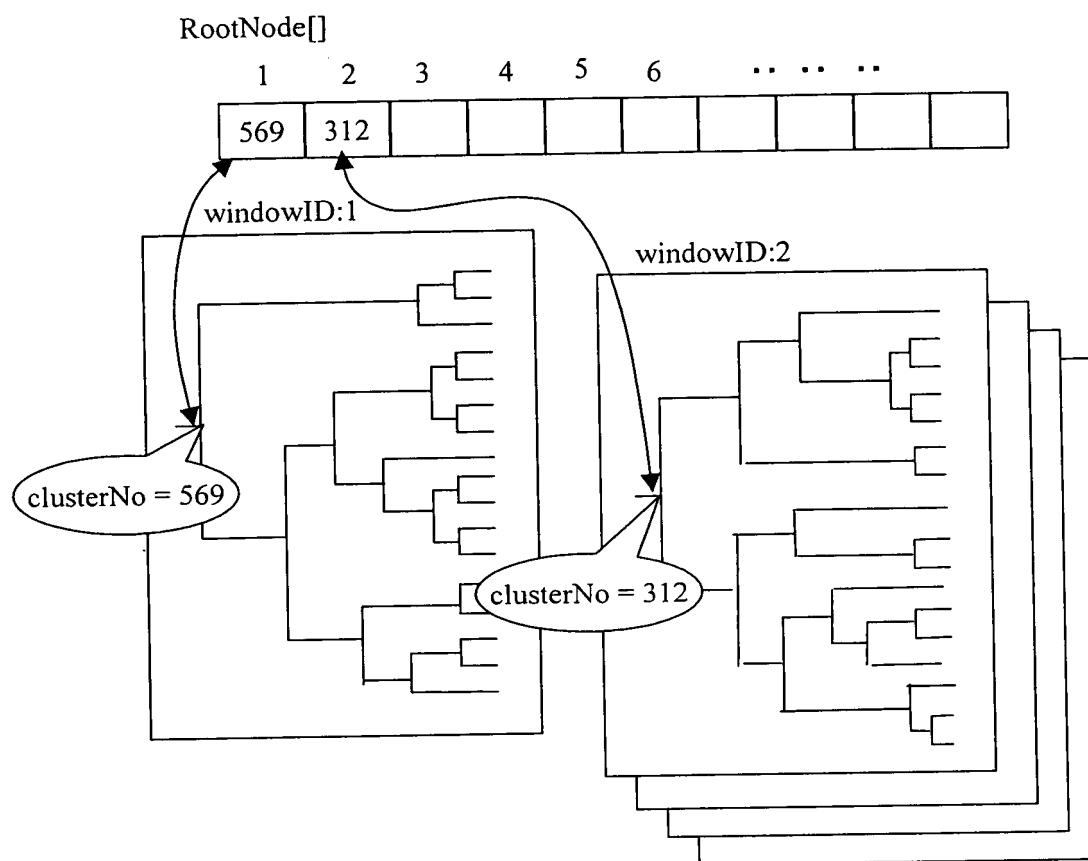 RootNode[]
1 2 3 4 5 6 .. .. ..
569 312
windowID:1
windowID:2
clusterNo = 569
clusterNo = 312